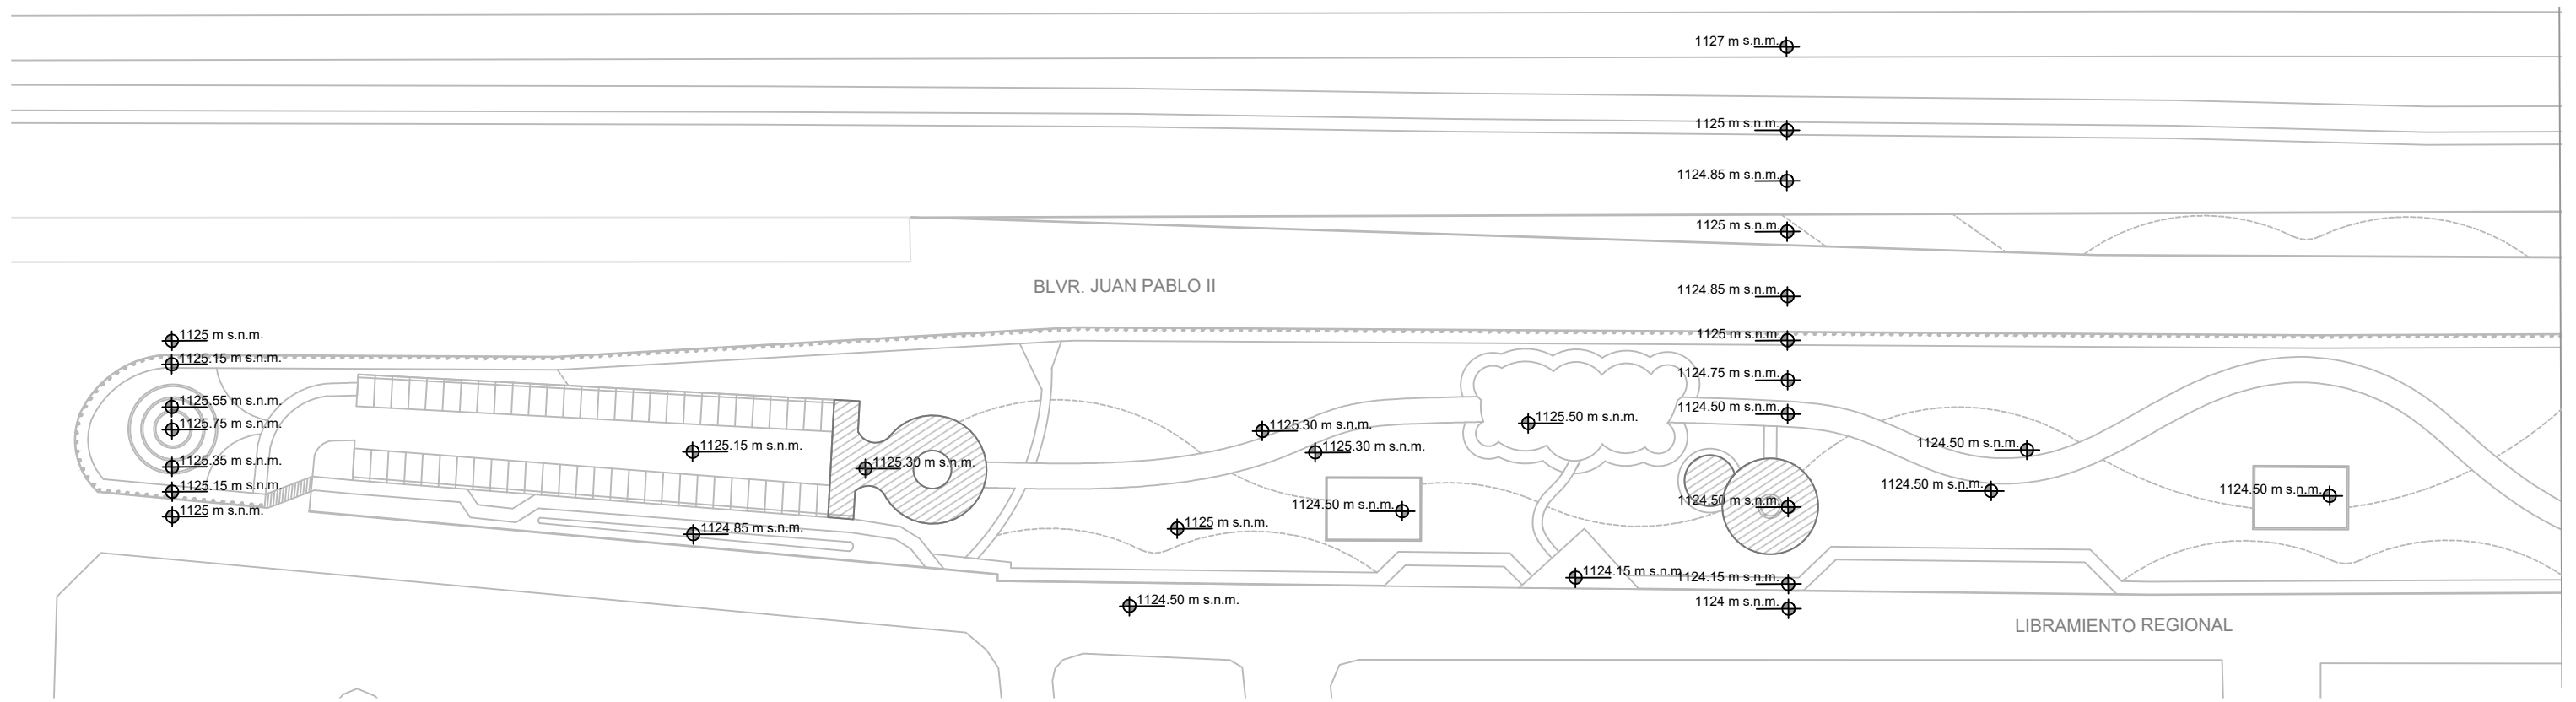 1127 m s.n.m.
1125 m s.n.m.
1124.85 m s.n.m.
1125 m s.n.m.
BLVR. JUAN PABLO II
1124.85 m s.n.m.
1125 m s.n.m.
1125 m s.n.m.
1125.15 m s.n.m.
1124.75 m s.n.m.
1125.55 m s.n.m.
1124.50 m s.n.m.
1125.50 m s.n.m.
1125.75 m s.n.m.
1125.30 m s.n.m.
1125.15 m s.n.m.
1125.30 m s.n.m.
1124.50 m s.n.m.
1125.35 m s.n.m.
1125.30 m s.n.m.
1124.50 m s.n.m.
1125.15 m s.n.m.
1124.50 m s.n.m.
1124.50 m s.n.m.
1124.50 m s.n.m.
1125 m s.n.m.
1124.85 m s.n.m.
1125 m s.n.m.
1124.15 m s.n.m.
1124.15 m s.n.m.
1124.50 m s.n.m.
1124 m s.n.m.
LIBRAMIENTO REGIONAL